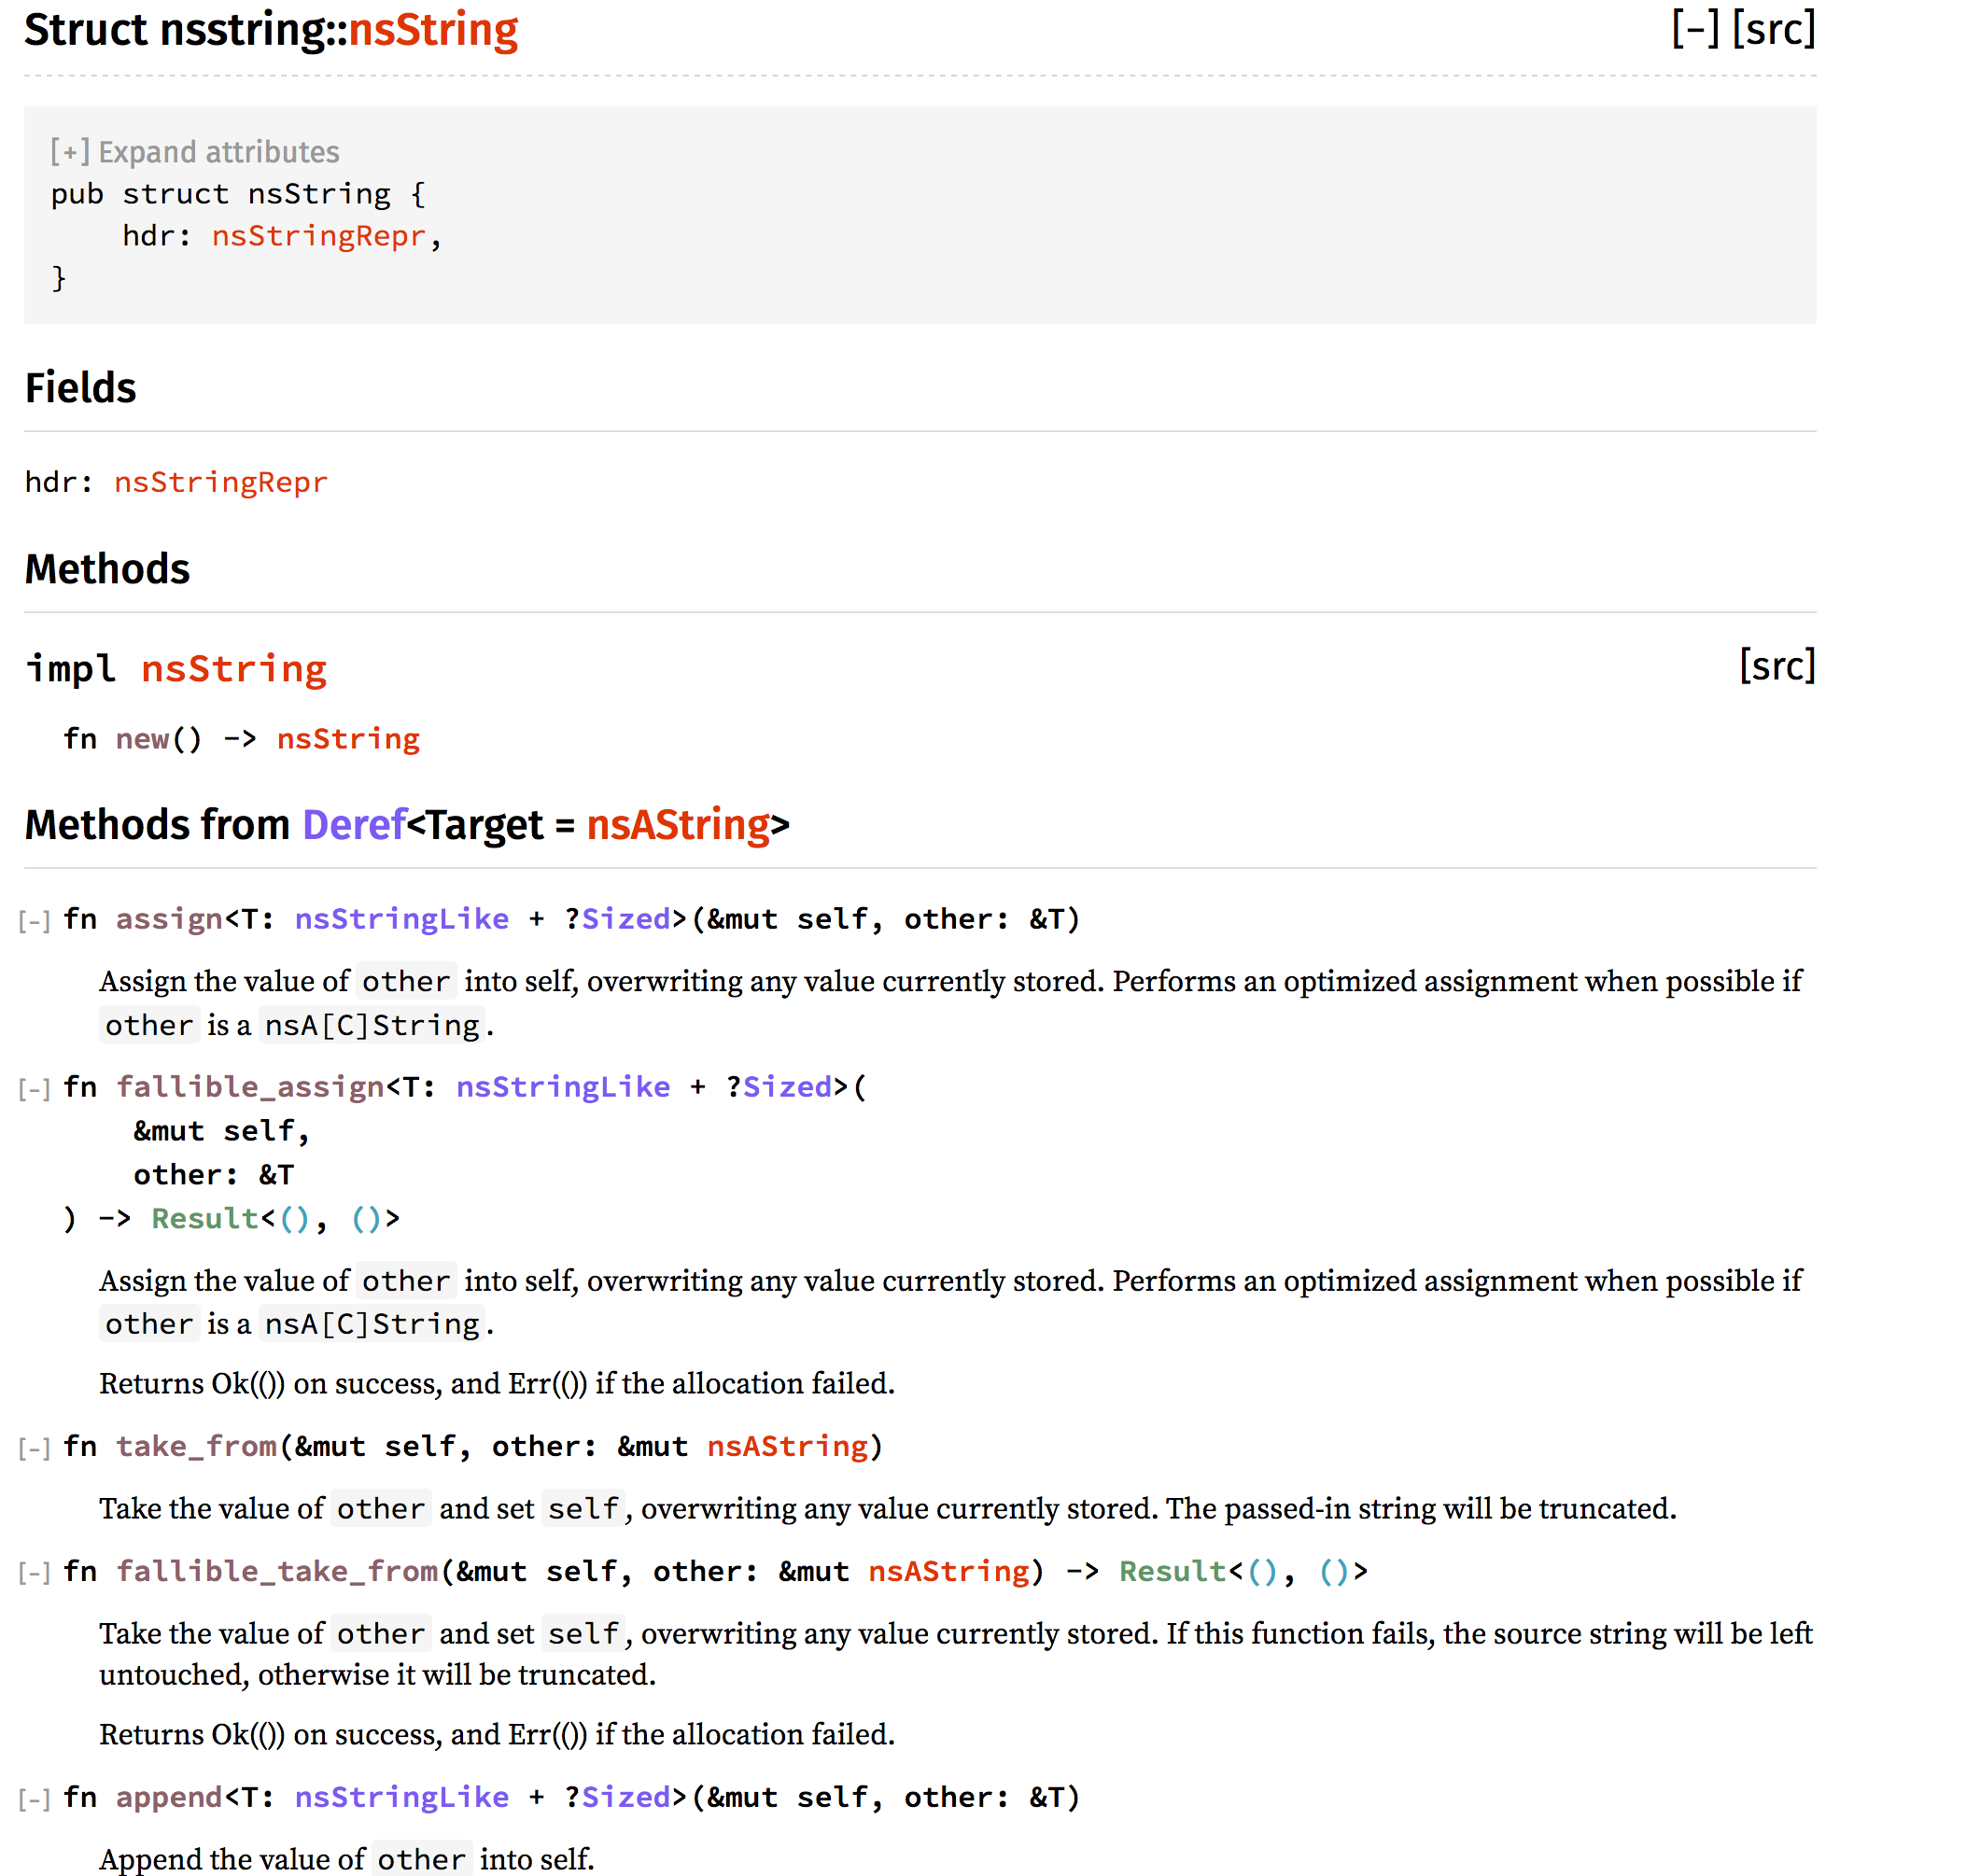 Struct nsstring::nsString [−] [src]
[+] Expand attributes
pub struct nsString {
    hdr: nsStringRepr,
}
Fields
hdr: nsStringRepr
Methods
impl nsString [src]
fn new() -> nsString
Methods from Deref<Target = nsAString>
[-] fn assign<T: nsStringLike + ?Sized>(&mut self, other: &T)
Assign the value of other into self, overwriting any value currently stored. Performs an optimized assignment when possible if
other is a nsA[C]String.
[-] fn fallible_assign<T: nsStringLike + ?Sized>(
    &mut self,
    other: &T
) -> Result<(), ()>
Assign the value of other into self, overwriting any value currently stored. Performs an optimized assignment when possible if
other is a nsA[C]String.
Returns Ok(()) on success, and Err(()) if the allocation failed.
[-] fn take_from(&mut self, other: &mut nsAString)
Take the value of other and set self, overwriting any value currently stored. The passed-in string will be truncated.
[-] fn fallible_take_from(&mut self, other: &mut nsAString) -> Result<(), ()>
Take the value of other and set self, overwriting any value currently stored. If this function fails, the source string will be left
untouched, otherwise it will be truncated.
Returns Ok(()) on success, and Err(()) if the allocation failed.
[-] fn append<T: nsStringLike + ?Sized>(&mut self, other: &T)
Append the value of other into self.